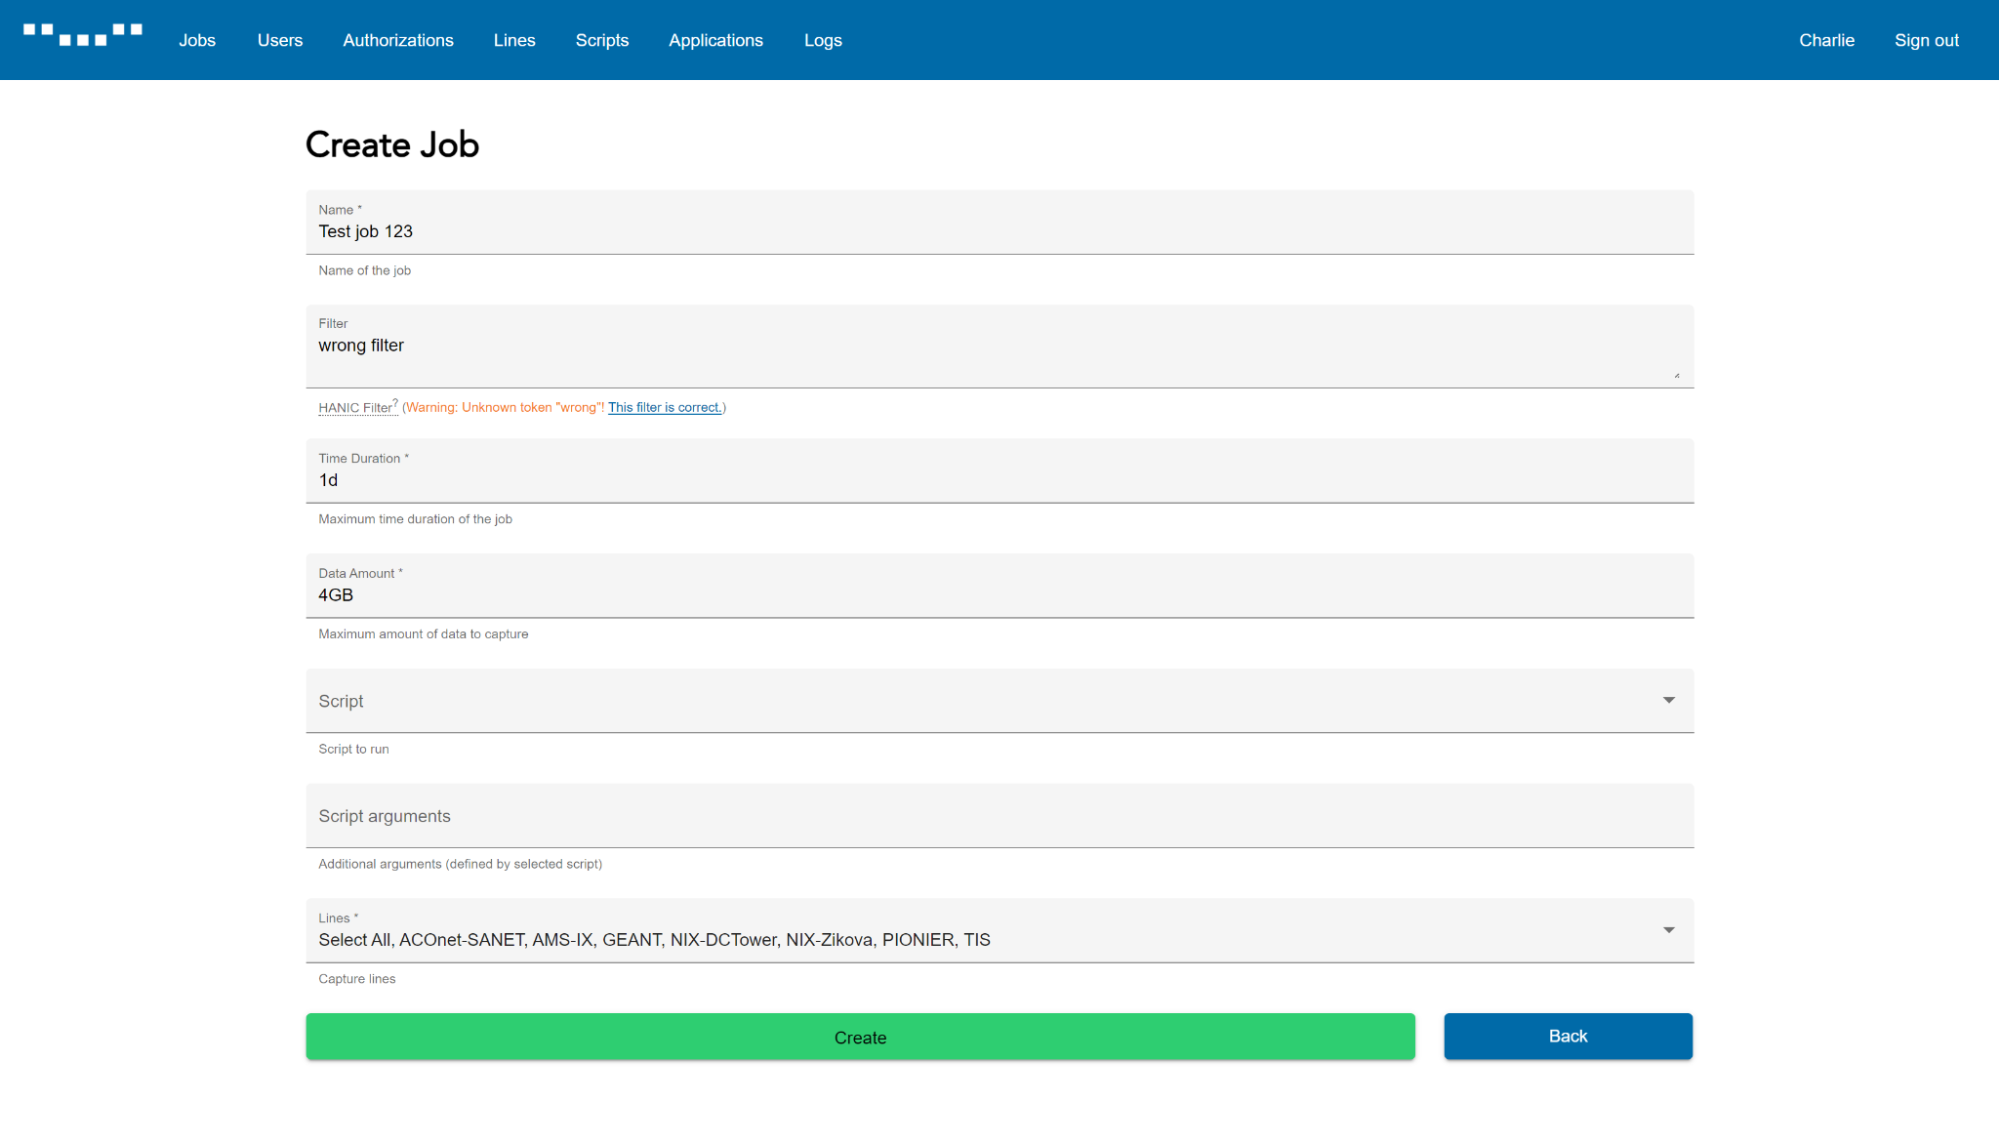 Jobs Users Authorizations Lines Scripts Applications Logs Charlie Sign out
Create Job
Name *
Test job 123
Name of the job
Filter
wrong filter
HANIC Filter? (Warning: Unknown token "wrong"! This filter is correct.)
Time Duration *
1d
Maximum time duration of the job
Data Amount *
4GB
Maximum amount of data to capture
Script
Script to run
Script arguments
Additional arguments (defined by selected script)
Lines *
Select All, ACOnet-SANET, AMS-IX, GEANT, NIX-DCTower, NIX-Zikova, PIONIER, TIS
Capture lines
Create Back